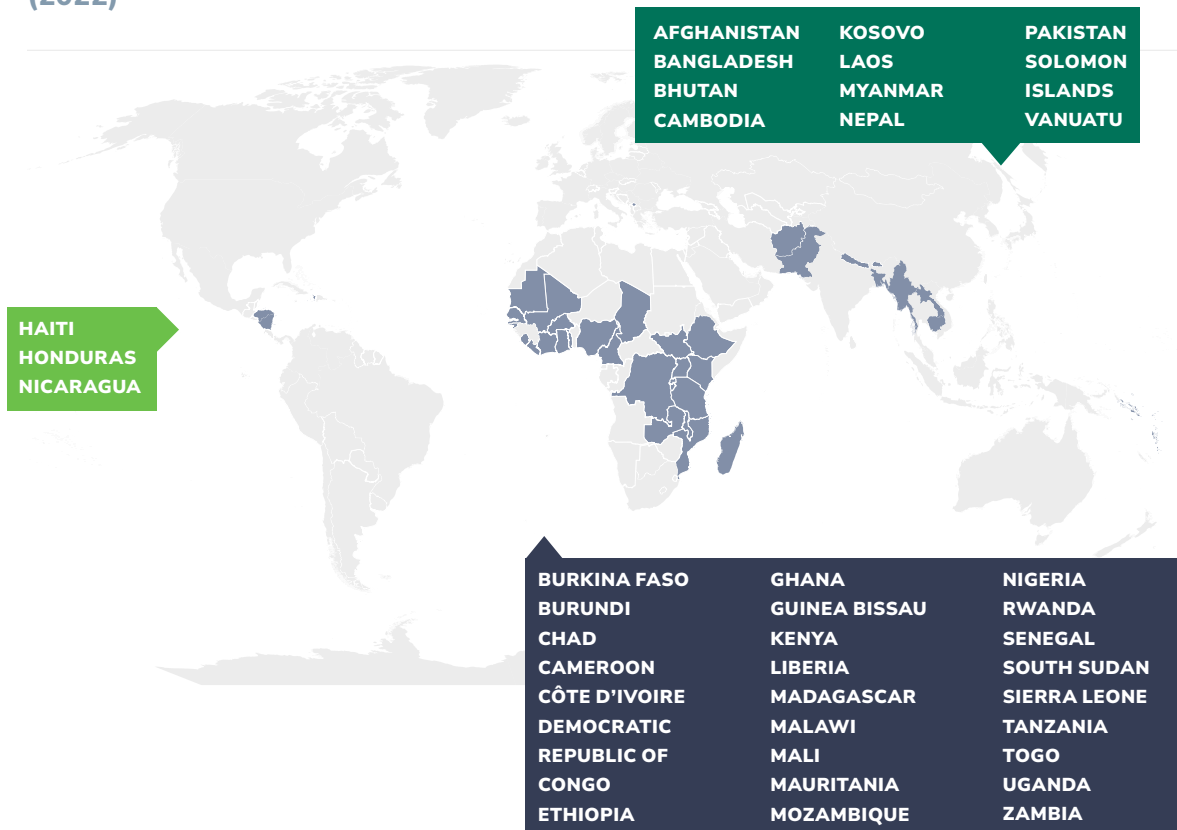 (2022)
AFGHANISTAN
BANGLADESH
BHUTAN
CAMBODIA
KOSOVO
LAOS
MYANMAR
NEPAL
PAKISTAN
SOLOMON
ISLANDS
VANUATU
HAITI
HONDURAS
NICARAGUA
BURKINA FASO
BURUNDI
CHAD
CAMEROON
CÔTE D’IVOIRE
DEMOCRATIC
REPUBLIC OF
CONGO
ETHIOPIA
GHANA
GUINEA BISSAU
KENYA
LIBERIA
MADAGASCAR
MALAWI
MALI
MAURITANIA
MOZAMBIQUE
NIGERIA
RWANDA
SENEGAL
SOUTH SUDAN
SIERRA LEONE
TANZANIA
TOGO
UGANDA
ZAMBIA